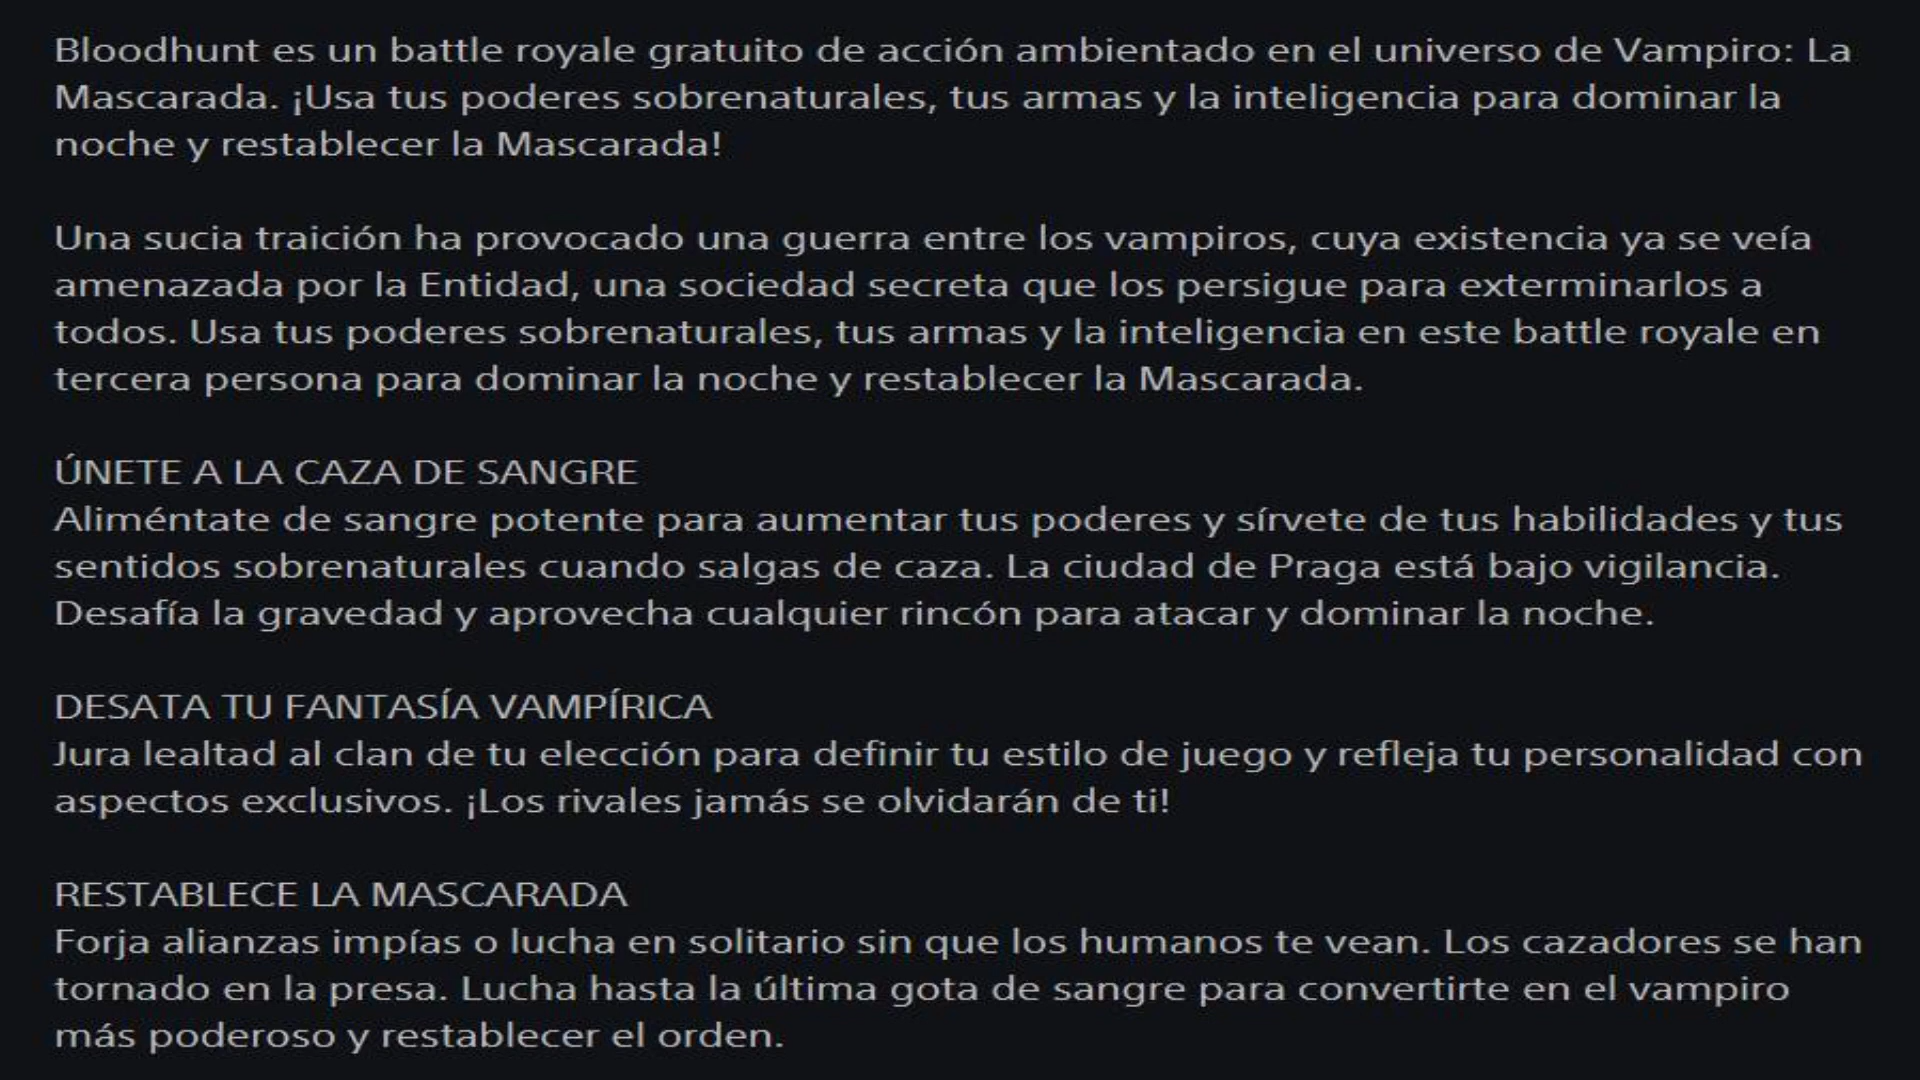 Bloodhunt es un battle royale gratuito de acción ambientado en el universo de Vampiro: La
Mascarada. ¡Usa tus poderes sobrenaturales, tus armas y la inteligencia para dominar la
noche y restablecer la Mascarada!
Una sucia traición ha provocado una guerra entre los vampiros, cuya existencia ya se veía
amenazada por la Entidad, una sociedad secreta que los persigue para exterminarlos a
todos. Usa tus poderes sobrenaturales, tus armas y la inteligencia en este battle royale en
tercera persona para dominar la noche y restablecer la Mascarada.
ÚNETE A LA CAZA DE SANGRE
Aliméntate de sangre potente para aumentar tus poderes y sírvete de tus habilidades y tus
sentidos sobrenaturales cuando salgas de caza. La ciudad de Praga está bajo vigilancia.
Desafía la gravedad y aprovecha cualquier rincón para atacar y dominar la noche.
DESATA TU FANTASÍA VAMPÍRICA
Jura lealtad al clan de tu elección para definir tu estilo de juego y refleja tu personalidad con
aspectos exclusivos. ¡Los rivales jamás se olvidarán de ti!
RESTABLECE LA MASCARADA
Forja alianzas impías o lucha en solitario sin que los humanos te vean. Los cazadores se han
tornado en la presa. Lucha hasta la última gota de sangre para convertirte en el vampiro
más poderoso y restablecer el orden.